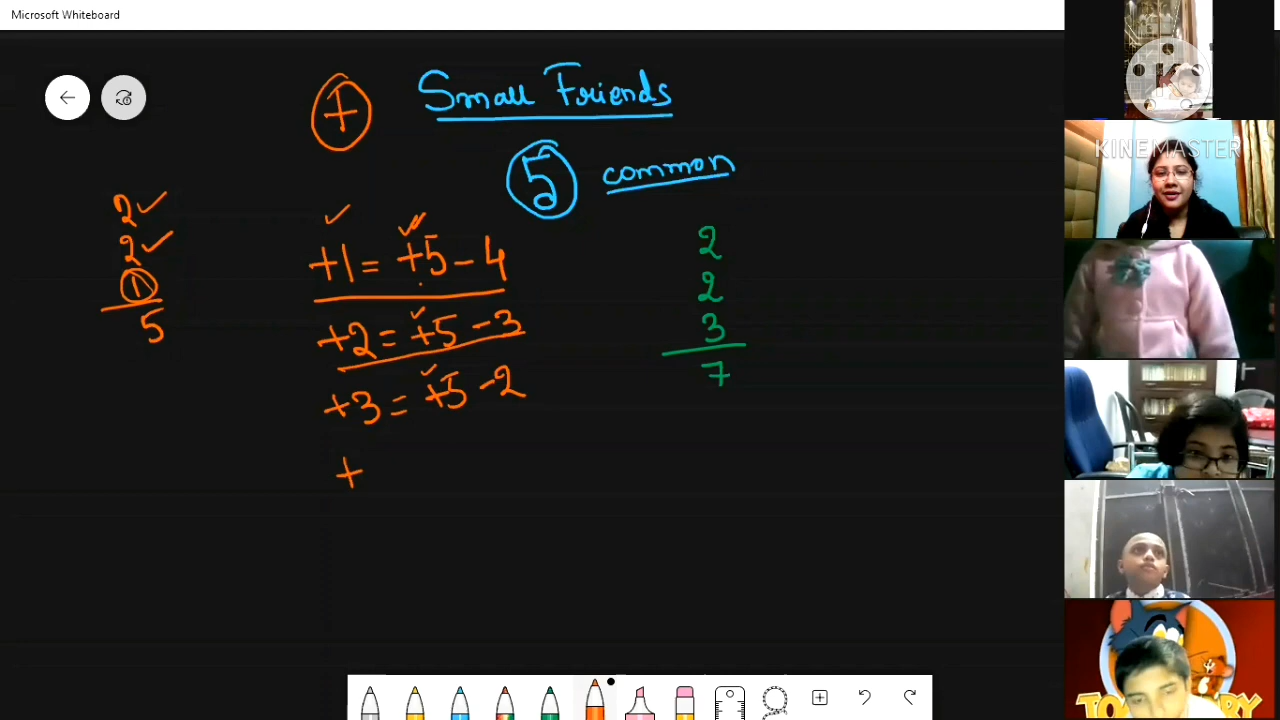 Microsoft Whiteboard
+ Small Friends
5 common
2
2
1
5
+1 = +5 - 4
+2 = +5 - 3
+3 = +5 - 2
+
2
2
3
7
KINEMASTER